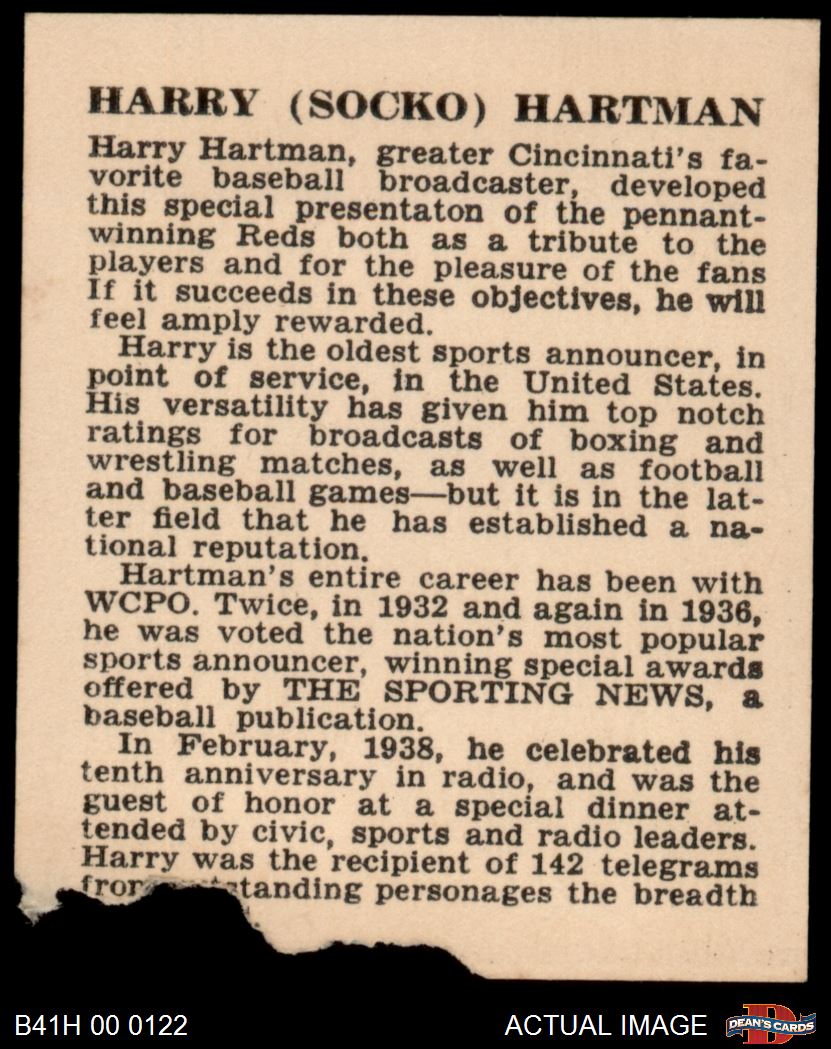 HARRY (SOCKO) HARTMAN
Harry Hartman, greater Cincinnati's fa-
vorite baseball broadcaster, developed
this special presentaton of the pennant-
winning Reds both as a tribute to the
players and for the pleasure of the fans
If it succeeds in these objectives, he will
feel amply rewarded.
Harry is the oldest sports announcer, in
point of service, in the United States.
His versatility has given him top notch
ratings for broadcasts of boxing and
wrestling matches, as well as football
and baseball games—but it is in the lat-
ter field that he has established a na-
tional reputation.
Hartman's entire career has been with
WCPO. Twice, in 1932 and again in 1936,
he was voted the nation's most popular
sports announcer, winning special awards
offered by THE SPORTING NEWS, a
baseball publication.
In February, 1938, he celebrated his
tenth anniversary in radio, and was the
guest of honor at a special dinner at-
tended by civic, sports and radio leaders.
Harry was the recipient of 142 telegrams
personages the breadth
B41H 00 0122
ACTUAL IMAGE
DEAN'S CARDS